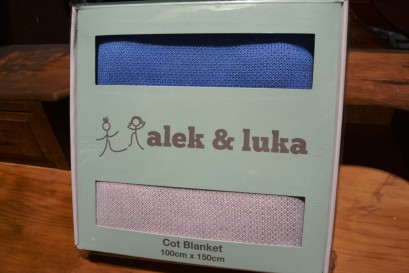 alek & luka
Cot Blanket
100cm x 150cm